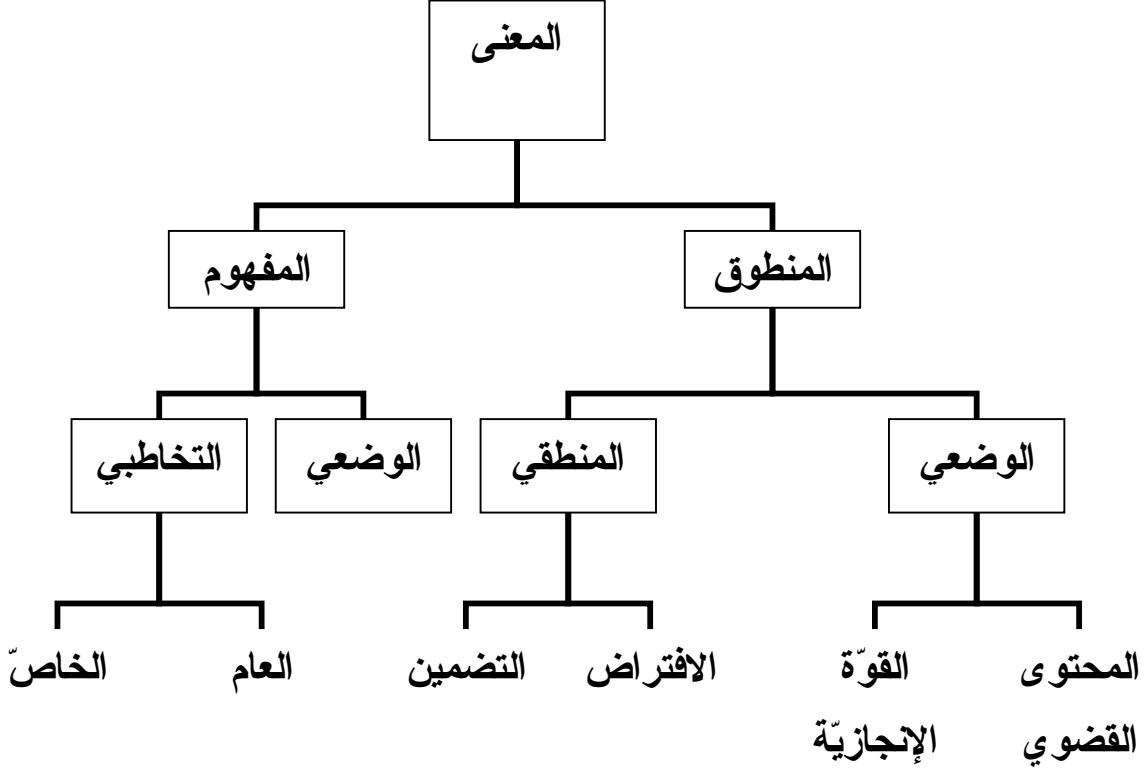 المعنى
المنطوق
المفهوم
الوضعي
المنطقي
الوضعي
التخاطبي
المحتوى
القضوي
القوّة
الإنجازيّة
الافتراض
التضمين
العام
الخاصّ